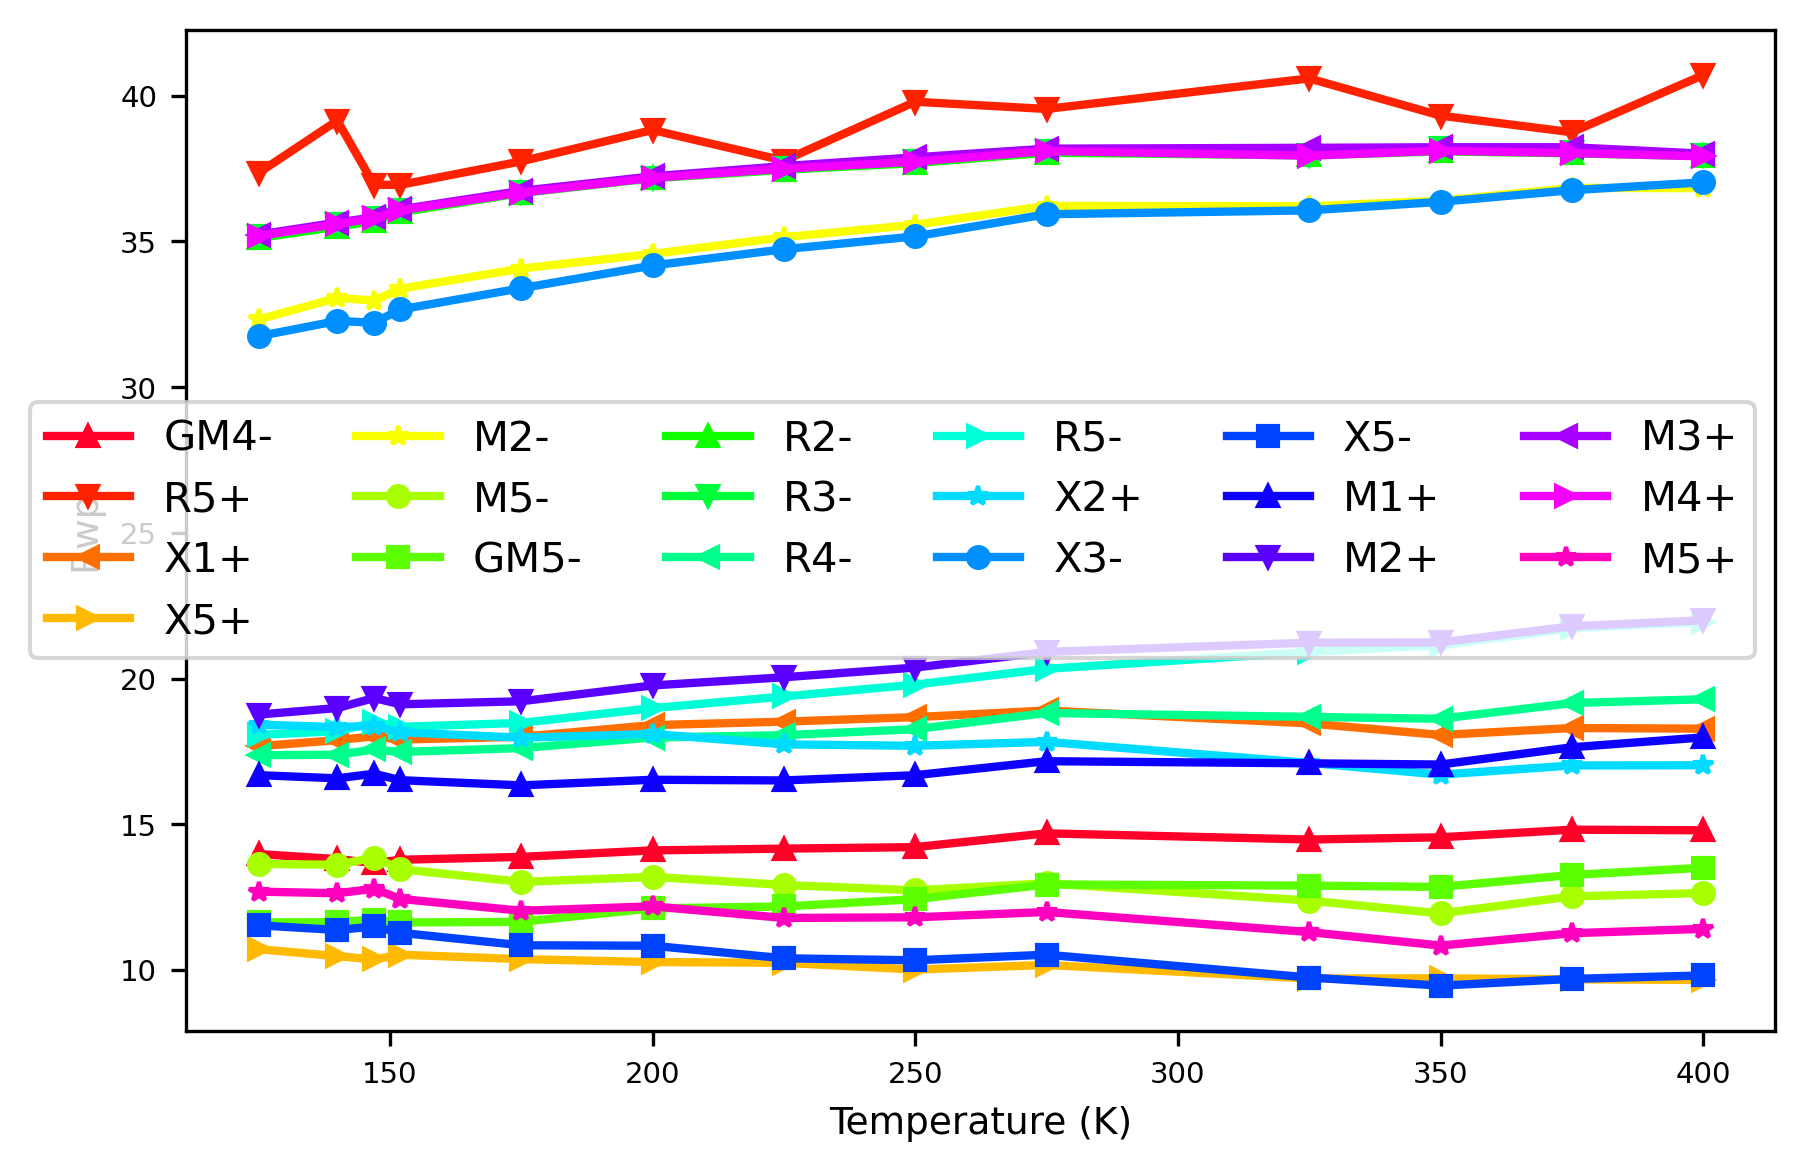 40
35
30
GM4- M2- R2- R5- X5- M3+
R5+ M5- R3- X2+ M1+ M4+
Rwp
25
X1+ GM5- R4- X3- M2+ M5+
X5+
20
15
10
150 200 250 300 350 400
Temperature (K)